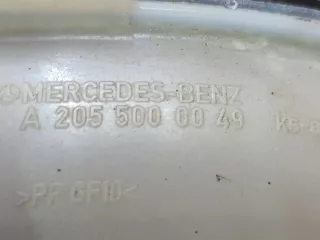 MERCEDES-BENZ
A 205 500 00 49
>PP GF10<